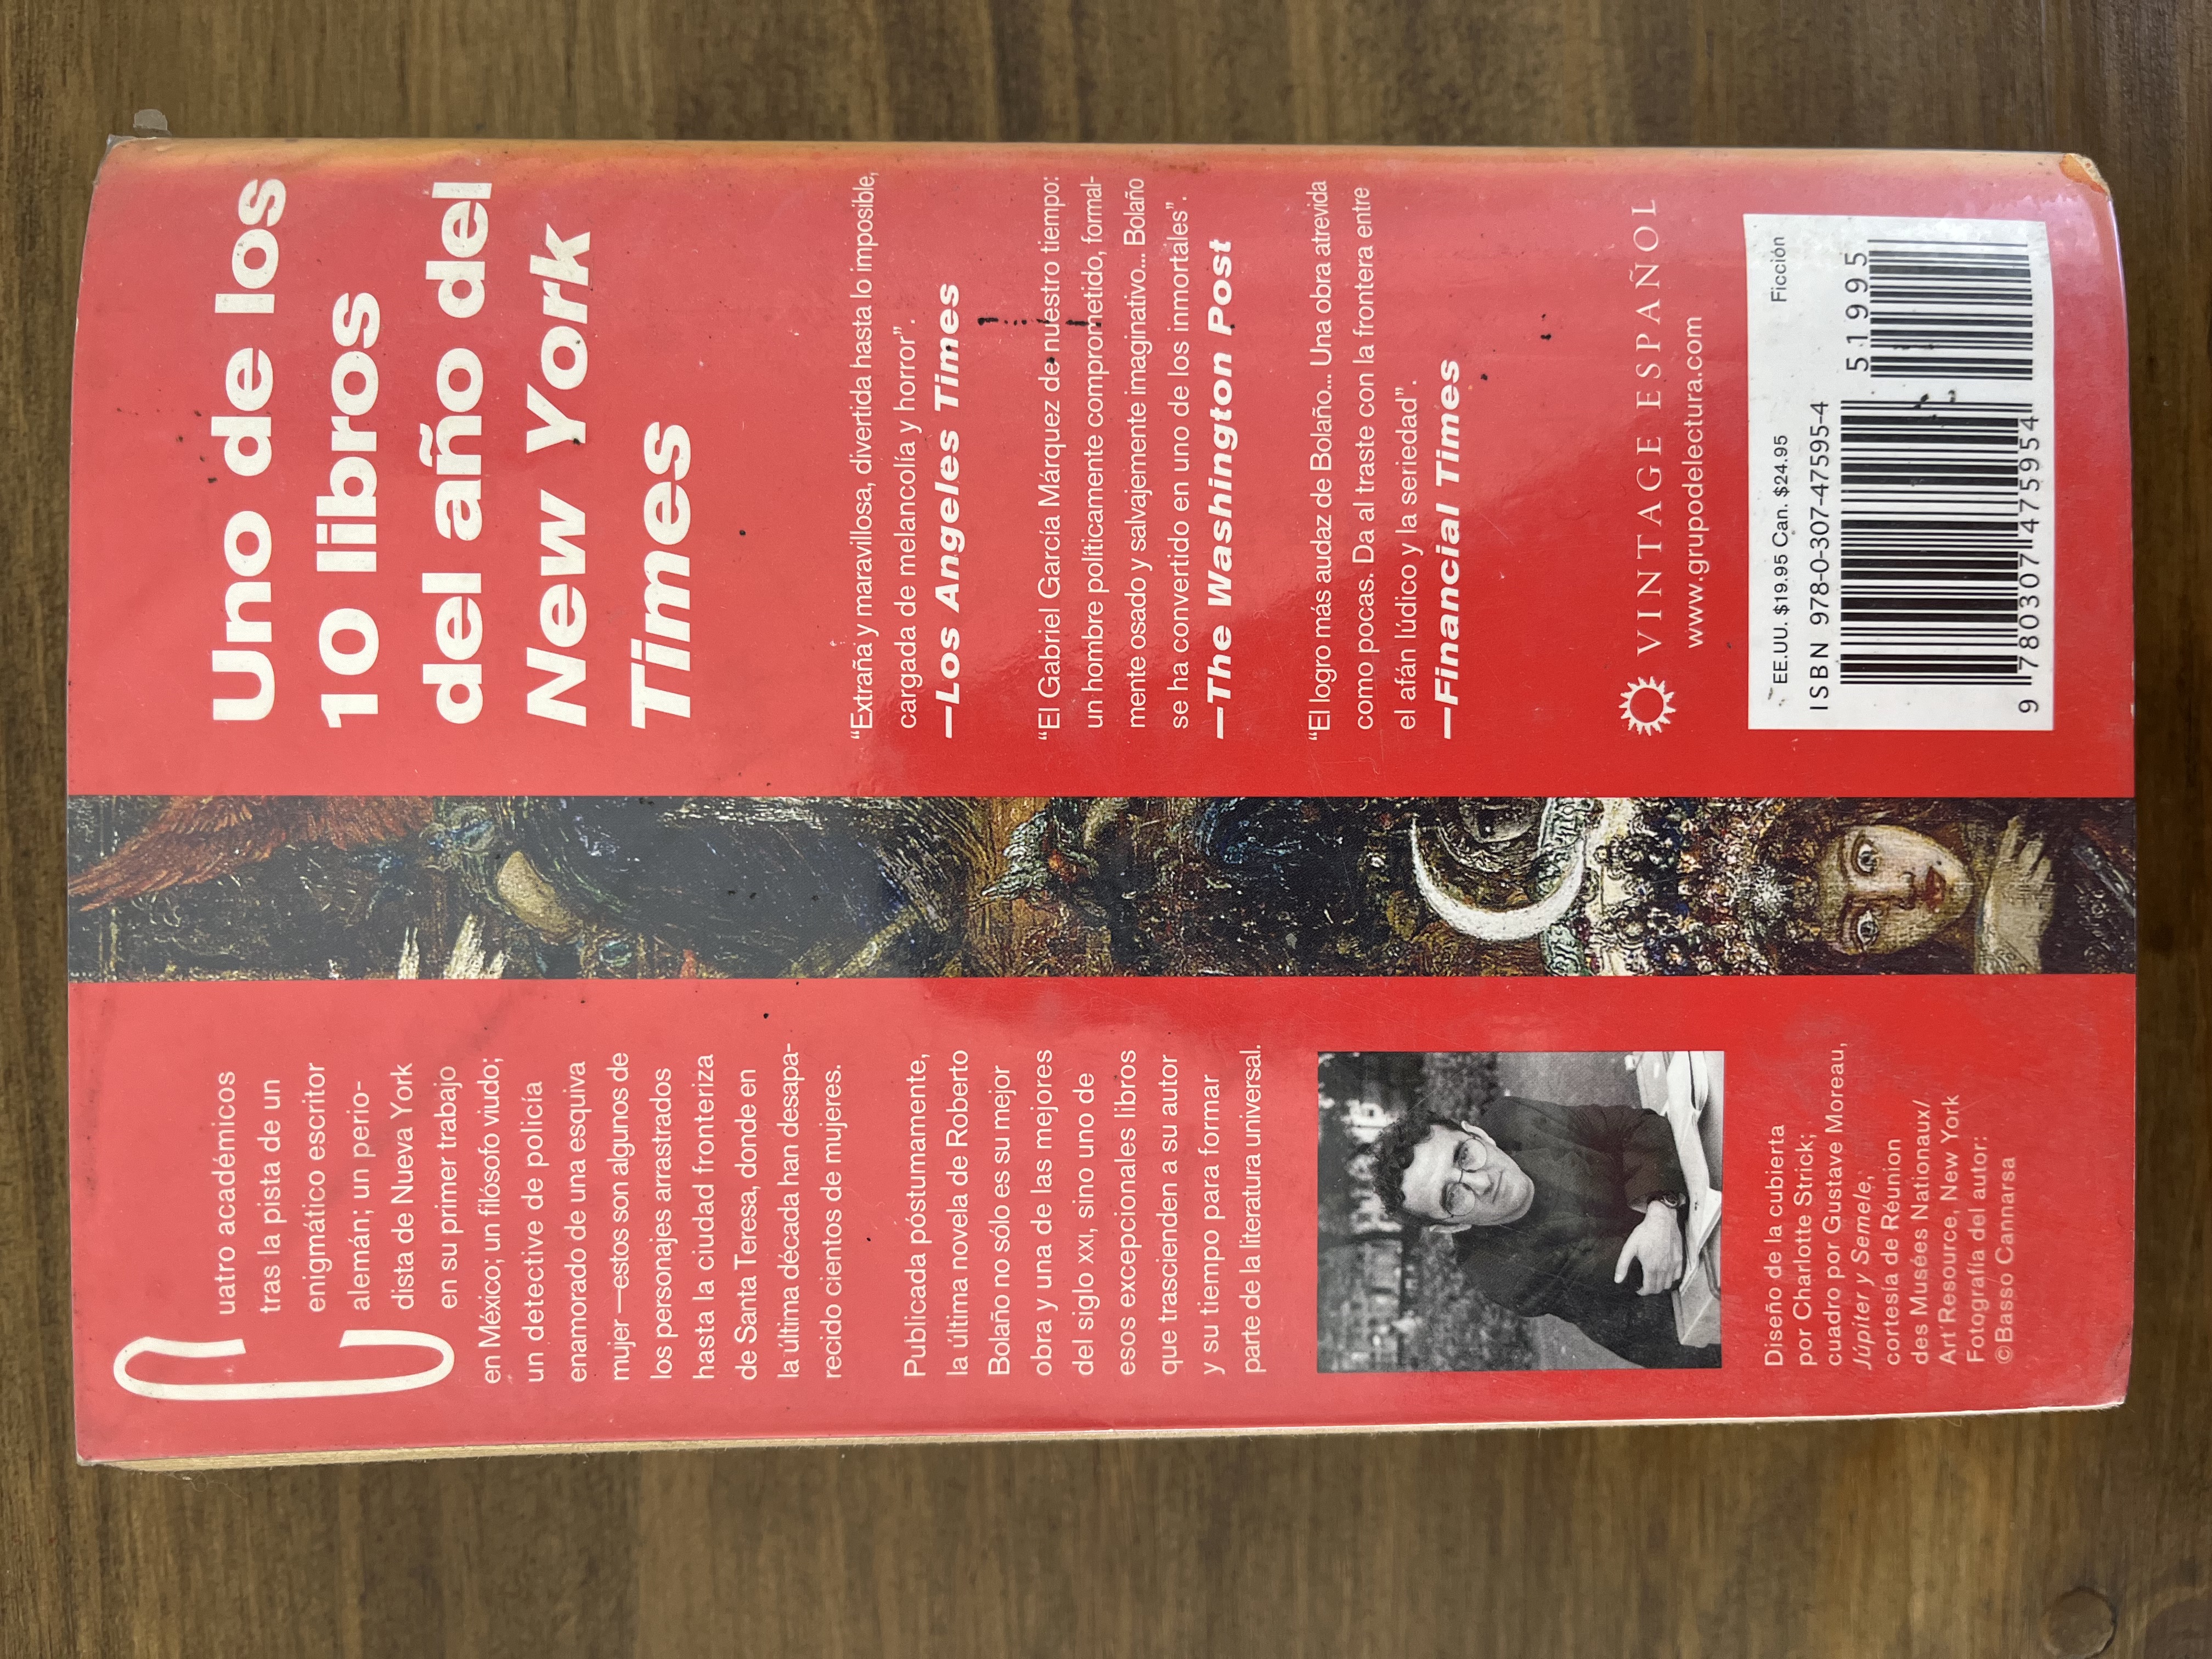 Cuatro académicos
tras la pista de un
enigmático escritor
alemán; un perio-
dista de Nueva York
en su primer trabajo
en México; un filósofo viudo;
un detective de policía
enamorado de una esquiva
mujer —estos son algunos de
los personajes arrastrados
hasta la ciudad fronteriza
de Santa Teresa, donde en
la última década han desapa-
recido cientos de mujeres.
Publicada póstumamente,
la última novela de Roberto
Bolaño no sólo es su mejor
obra y una de las mejores
del siglo XXI, sino uno de
esos excepcionales libros
que trascienden a su autor
y su tiempo para formar
parte de la literatura universal.
Diseño de la cubierta
por Charlotte Strick;
cuadro por Gustave Moreau,
Júpiter y Semele,
cortesía de Réunion
des Musées Nationaux/
Art Resource, New York
Fotografía del autor:
©Basso Cannarsa
Uno de los
10 libros
del año del
New York
Times
“Extraña y maravillosa, divertida hasta lo imposible,
cargada de melancolía y horror”.
—Los Angeles Times
“El Gabriel García Márquez de nuestro tiempo:
un hombre políticamente comprometido, formal-
mente osado y salvajemente imaginativo... Bolaño
se ha convertido en uno de los inmortales”.
—The Washington Post
“El logro más audaz de Bolaño... Una obra atrevida
como pocas. Da al traste con la frontera entre
el afán lúdico y la seriedad”.
—Financial Times
VINTAGE ESPAÑOL
www.grupodelectura.com
EE.UU. $19.95 Can. $24.95 Ficción
ISBN 978-0-307-47595-4
51995
9 780307 475954